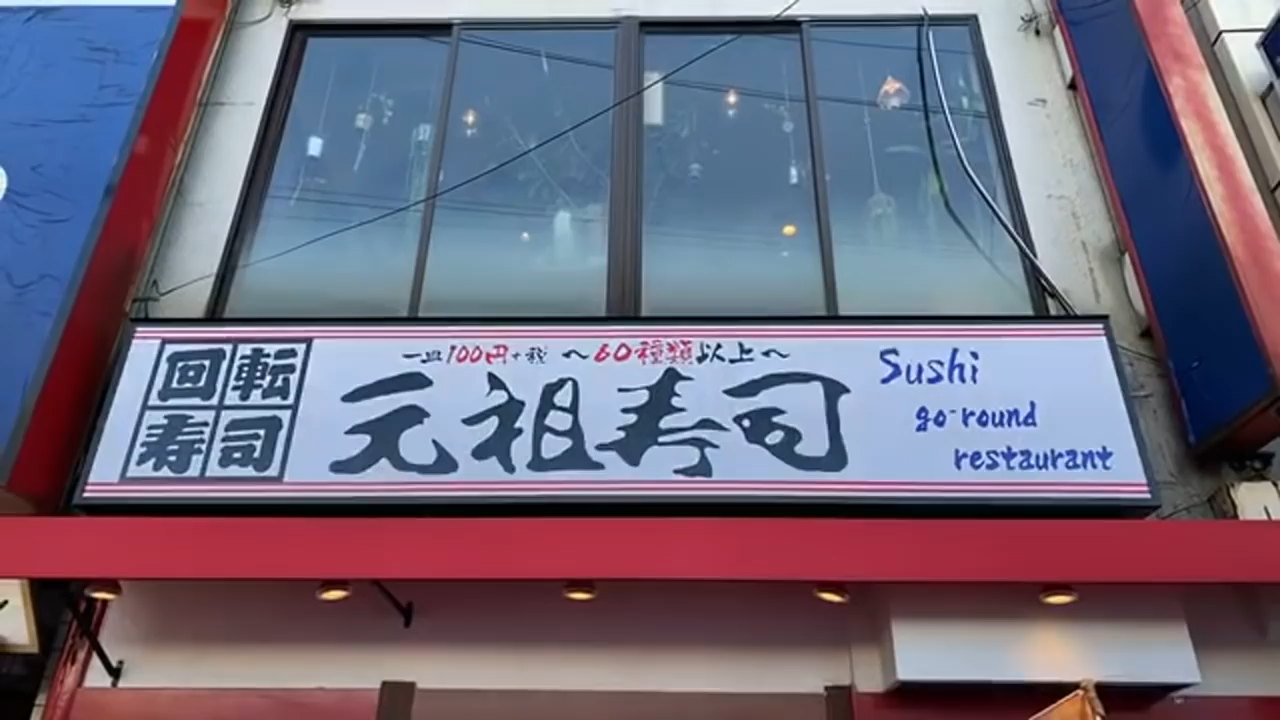 回転
寿司
一皿100円+税 ～60種類以上～
元祖寿司
Sushi
go-round
restaurant